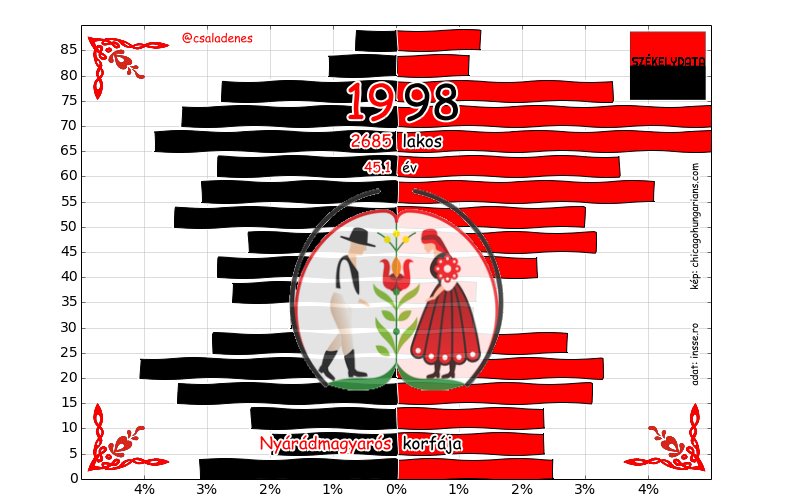 @csaladenes
SZÉKELYDATA
1998
2685 lakos
45.1 év
kép: chicagohungarians.com
adat: insse.ro
Nyárádmagyarós korfája
85
80
75
70
65
60
55
50
45
40
35
30
25
20
15
10
5
0
4% 3% 2% 1% 0% 1% 2% 3% 4%